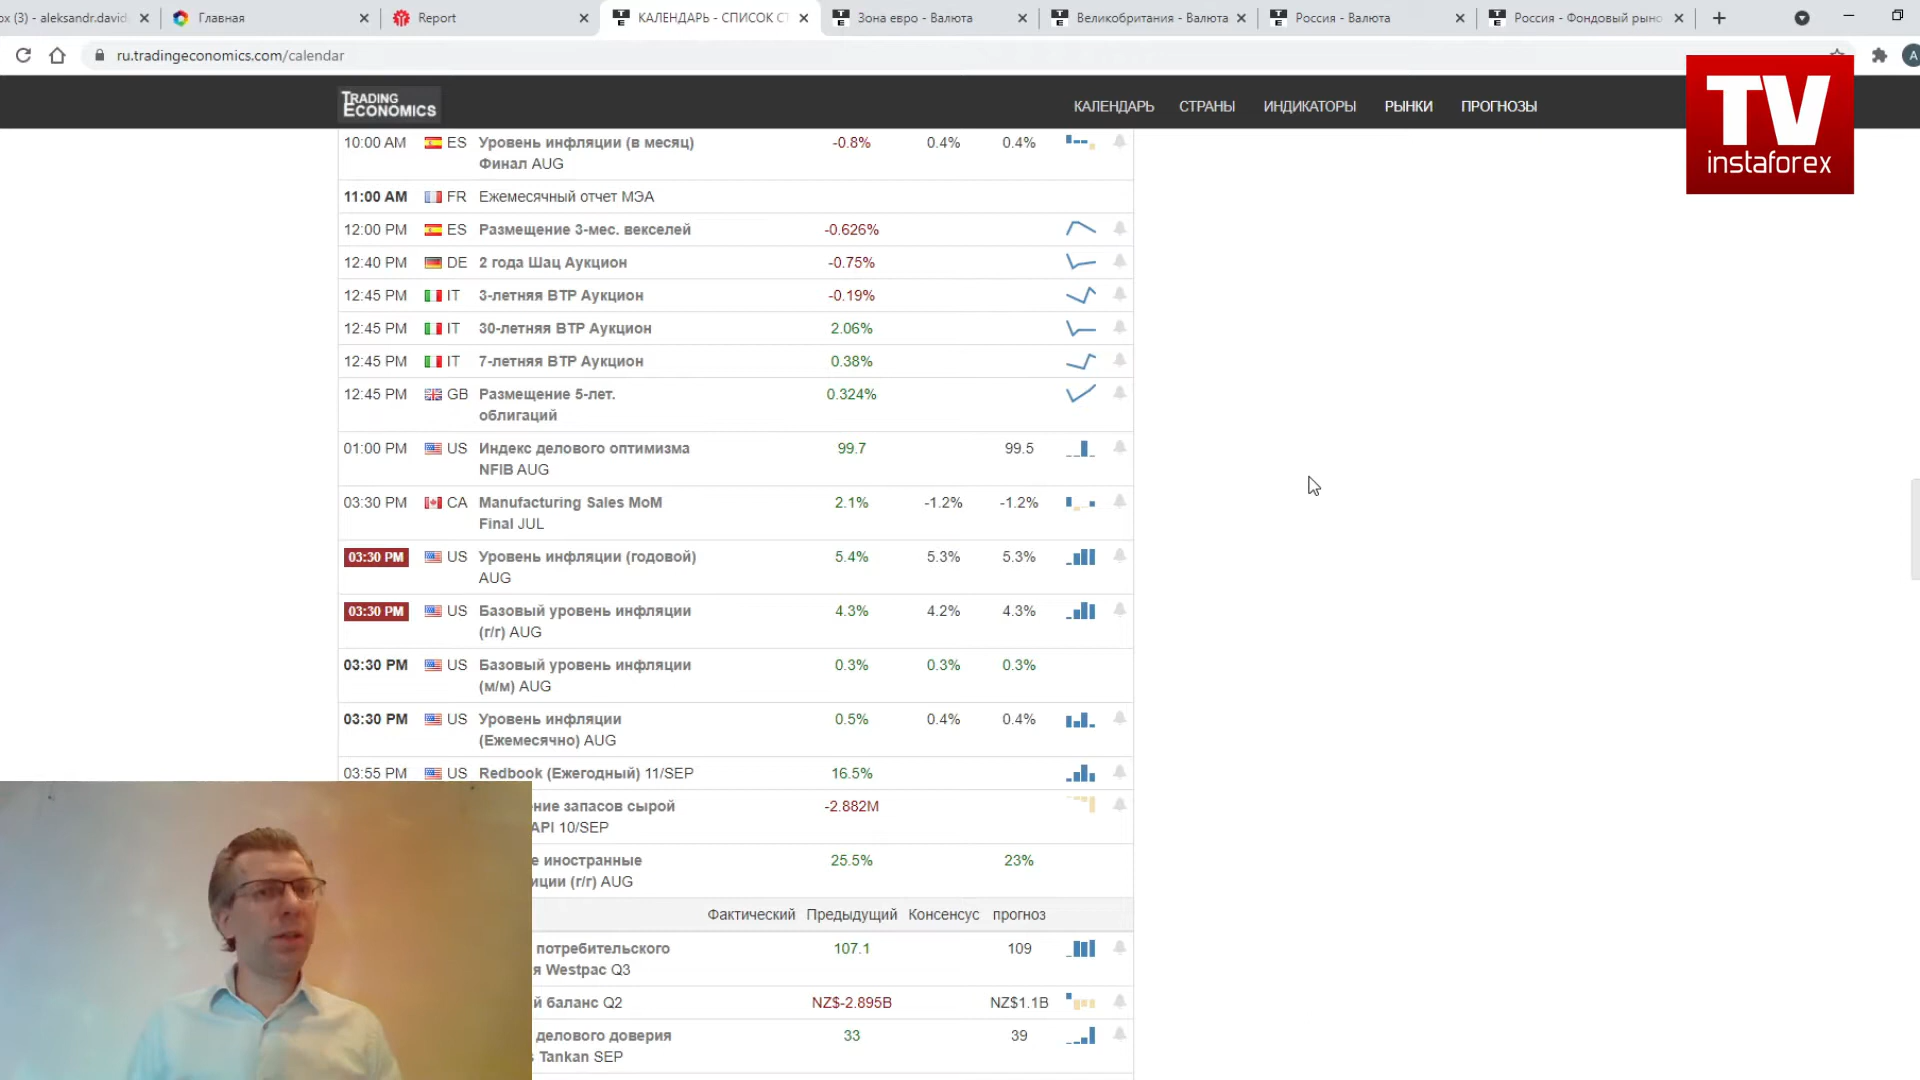 ox (3) - aleksandr.david
Главная
Report
КАЛЕНДАРЬ - СПИСОК СТ
Зона евро - Валюта
Великобритания - Валюта
Россия - Валюта
Россия - Фондовый рыно
ru.tradingeconomics.com/calendar
A
TRADING ECONOMICS
КАЛЕНДАРЬ СТРАНЫ ИНДИКАТОРЫ РЫНКИ ПРОГНОЗЫ
TV
instaforex
10:00 AM ES Уровень инфляции (в месяц) -0.8% 0.4% 0.4%
Финал AUG
11:00 AM FR Ежемесячный отчет МЭА
12:00 PM ES Размещение 3-мес. векселей -0.626%
12:40 PM DE 2 года Шац Аукцион -0.75%
12:45 PM IT 3-летняя BTP Аукцион -0.19%
12:45 PM IT 30-летняя BTP Аукцион 2.06%
12:45 PM IT 7-летняя BTP Аукцион 0.38%
12:45 PM GB Размещение 5-лет. 0.324%
облигаций
01:00 PM US Индекс делового оптимизма 99.7 99.5
NFIB AUG
03:30 PM CA Manufacturing Sales MoM 2.1% -1.2% -1.2%
Final JUL
03:30 PM US Уровень инфляции (годовой) 5.4% 5.3% 5.3%
AUG
03:30 PM US Базовый уровень инфляции 4.3% 4.2% 4.3%
(г/г) AUG
03:30 PM US Базовый уровень инфляции 0.3% 0.3% 0.3%
(м/м) AUG
03:30 PM US Уровень инфляции 0.5% 0.4% 0.4%
(Ежемесячно) AUG
03:55 PM US Redbook (Ежегодный) 11/SEP 16.5%
ние запасов сырой -2.882M
API 10/SEP
е иностранные 25.5% 23%
иции (г/г) AUG
Фактический Предыдущий Консенсус прогноз
потребительского 107.1 109
я Westpac Q3
й баланс Q2 NZ$-2.895B NZ$1.1B
делового доверия 33 39
s Tankan SEP